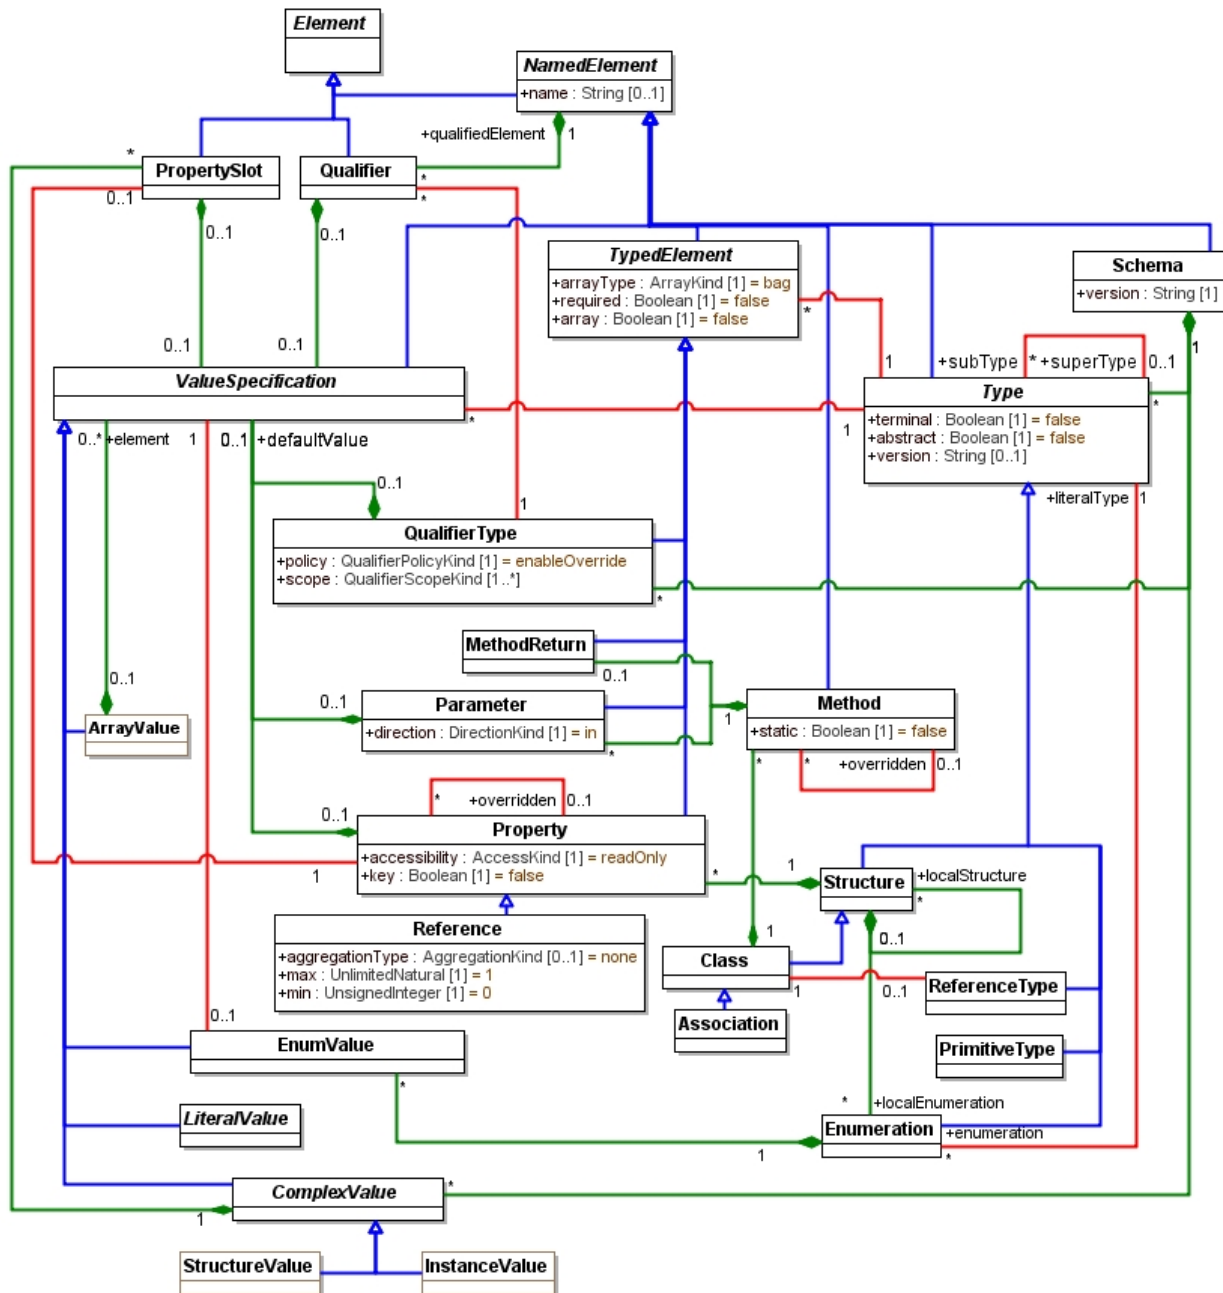 Element
NamedElement
+name : String [0..1]
+qualifiedElement
1
*
PropertySlot
Qualifier
*
0..1
*
0..1
0..1
TypedElement
+arrayType : ArrayKind [1] = bag
+required : Boolean [1] = false
+array : Boolean [1] = false
*
Schema
+version : String [1]
1
0..1
0..1
1
+subType
*
+superType
0..1
ValueSpecification
*
1
Type
+terminal : Boolean [1] = false
+abstract : Boolean [1] = false
+version : String [0..1]
*
0..*
+element
1
0..1
+defaultValue
0..1
1
+literalType
1
QualifierType
+policy : QualifierPolicyKind [1] = enableOverride
+scope : QualifierScopeKind [1..*]
*
MethodReturn
0..1
0..1
0..1
ArrayValue
Parameter
+direction : DirectionKind [1] = in
*
1
Method
+static : Boolean [1] = false
*
*
+overridden
0..1
*
+overridden
0..1
0..1
Property
+accessibility : AccessKind [1] = readOnly
+key : Boolean [1] = false
1
*
1
Structure
+localStructure
*
0..1
Reference
+aggregationType : AggregationKind [0..1] = none
+max : UnlimitedNatural [1] = 1
+min : UnsignedInteger [1] = 0
1
Class
1
0..1
ReferenceType
Association
0..1
EnumValue
*
PrimitiveType
LiteralValue
*
+localEnumeration
Enumeration
+enumeration
*
1
ComplexValue
*
1
StructureValue
InstanceValue